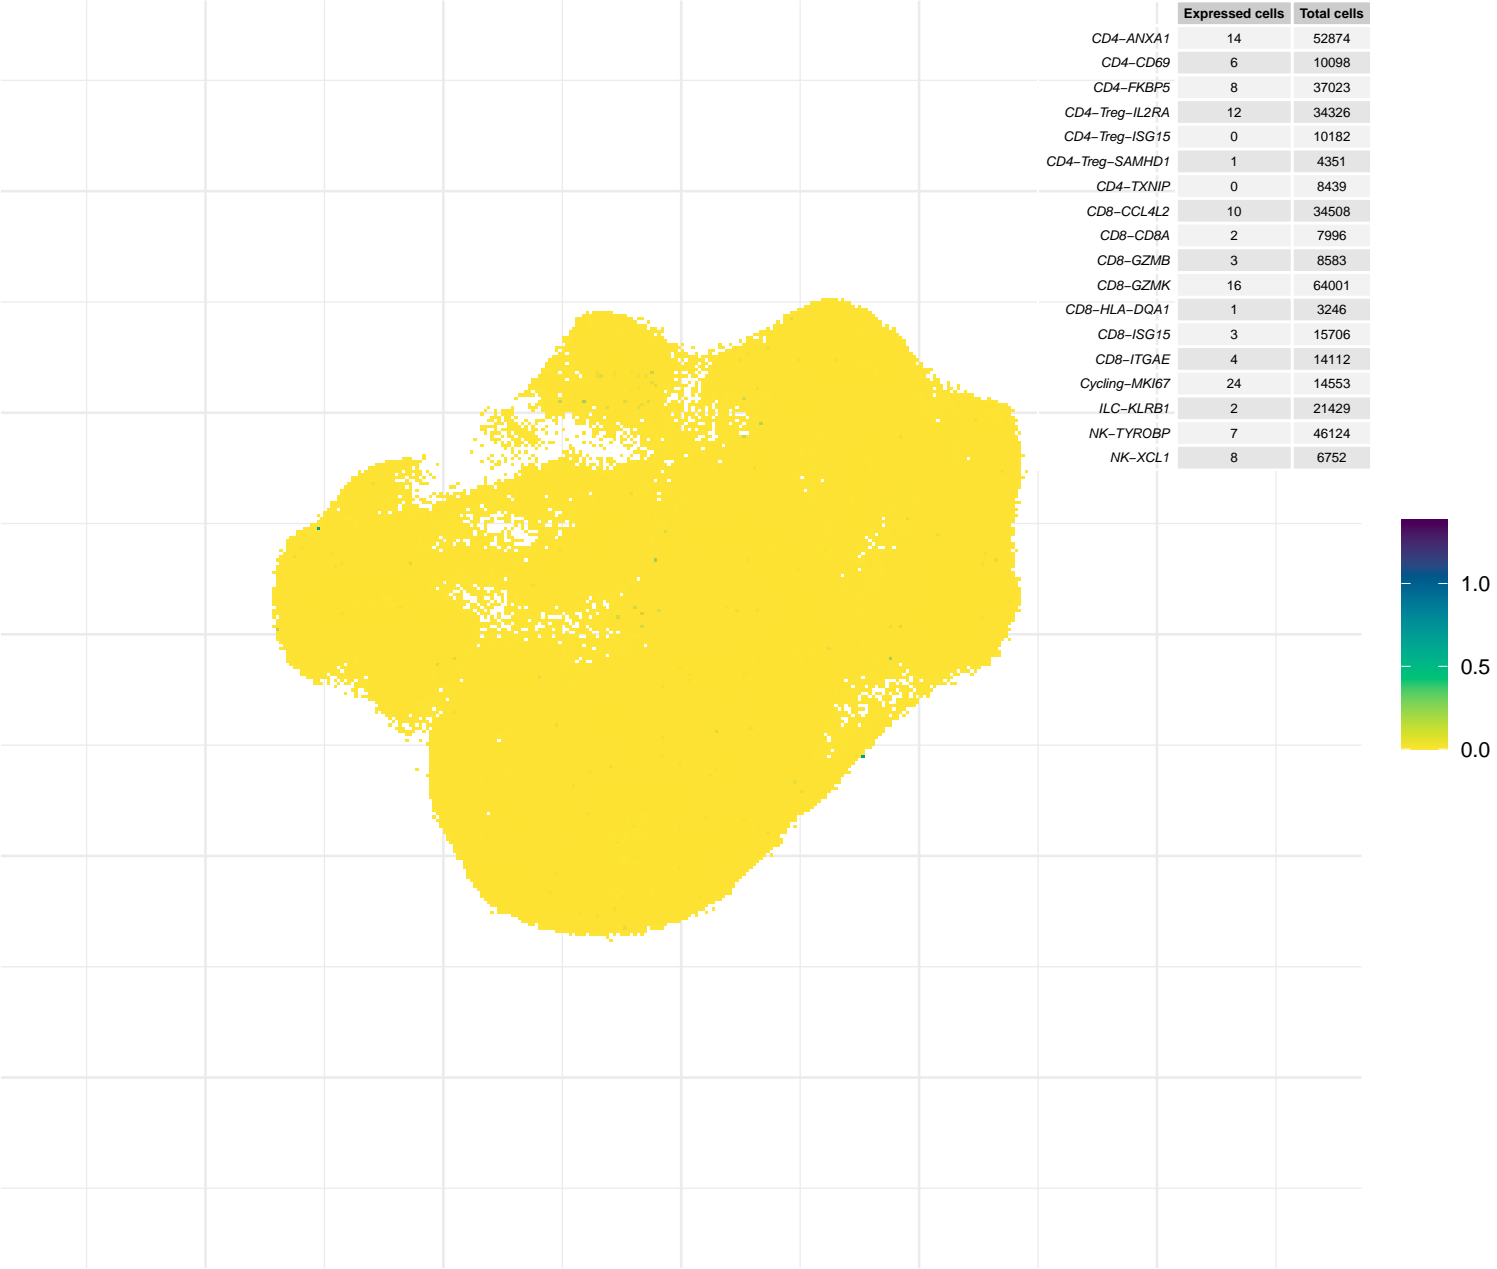 Expressed cells Total cells
CD4−ANXA1 14 52874
CD4−CD69 6 10098
CD4−FKBP5 8 37023
CD4−Treg−IL2RA 12 34326
CD4−Treg−ISG15 0 10182
CD4−Treg−SAMHD1 1 4351
CD4−TXNIP 0 8439
CD8−CCL4L2 10 34508
CD8−CD8A 2 7996
CD8−GZMB 3 8583
CD8−GZMK 16 64001
CD8−HLA−DQA1 1 3246
CD8−ISG15 3 15706
CD8−ITGAE 4 14112
Cycling−MKI67 24 14553
ILC−KLRB1 2 21429
NK−TYROBP 7 46124
NK−XCL1 8 6752
1.0
0.5
0.0